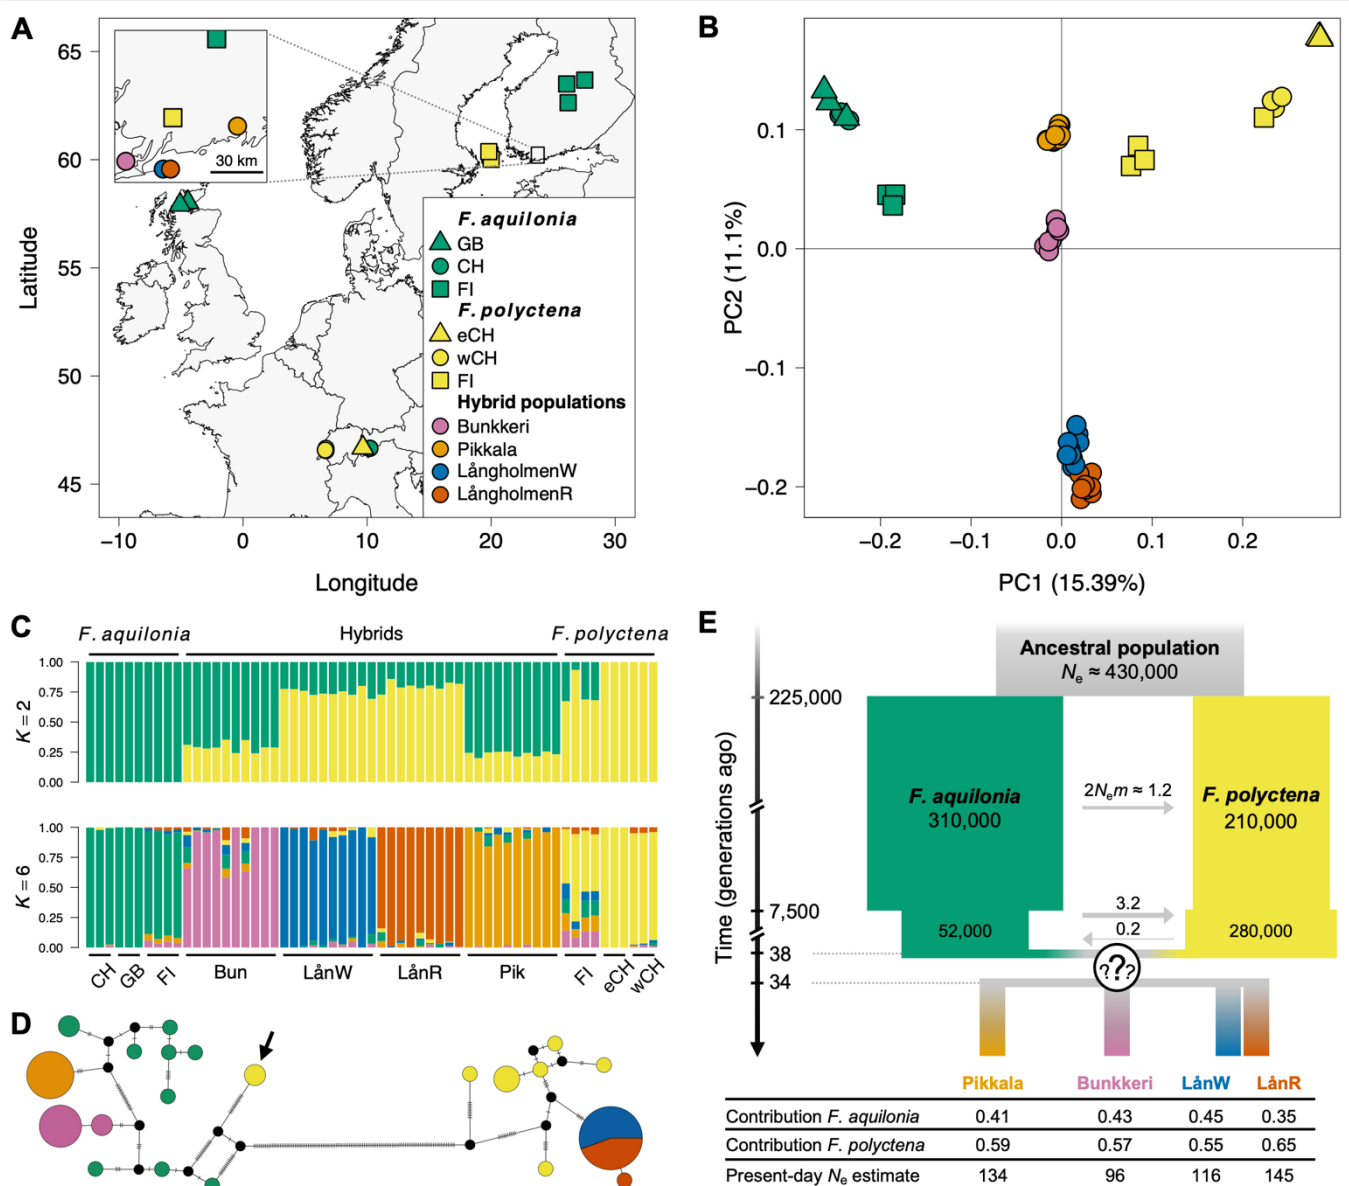 A
65
60
55
50
45
Latitude
−10
0
10
20
30
Longitude
30 km
F. aquilonia
GB
CH
FI
F. polyctena
eCH
wCH
FI
Hybrid populations
Bunkkeri
Pikkala
LångholmenW
LångholmenR
B
0.1
0.0
−0.1
−0.2
PC2 (11.1%)
−0.2
−0.1
0.0
0.1
0.2
PC1 (15.39%)
C
F. aquilonia
Hybrids
F. polyctena
1.00
0.75
0.50
0.25
0.00
K = 2
1.00
0.75
0.50
0.25
0.00
K = 6
CH
GB
FI
Bun
LånW
LånR
Pik
FI
eCH
wCH
D
E
Time (generations ago)
225,000
7,500
38
34
Ancestral population
Ne ≈ 430,000
F. aquilonia
310,000
2Nem ≈ 1.2
F. polyctena
210,000
52,000
3.2
0.2
280,000
???
Pikkala Bunkkeri LånW LånR
Contribution F. aquilonia 0.41 0.43 0.45 0.35
Contribution F. polyctena 0.59 0.57 0.55 0.65
Present-day Ne estimate 134 96 116 145